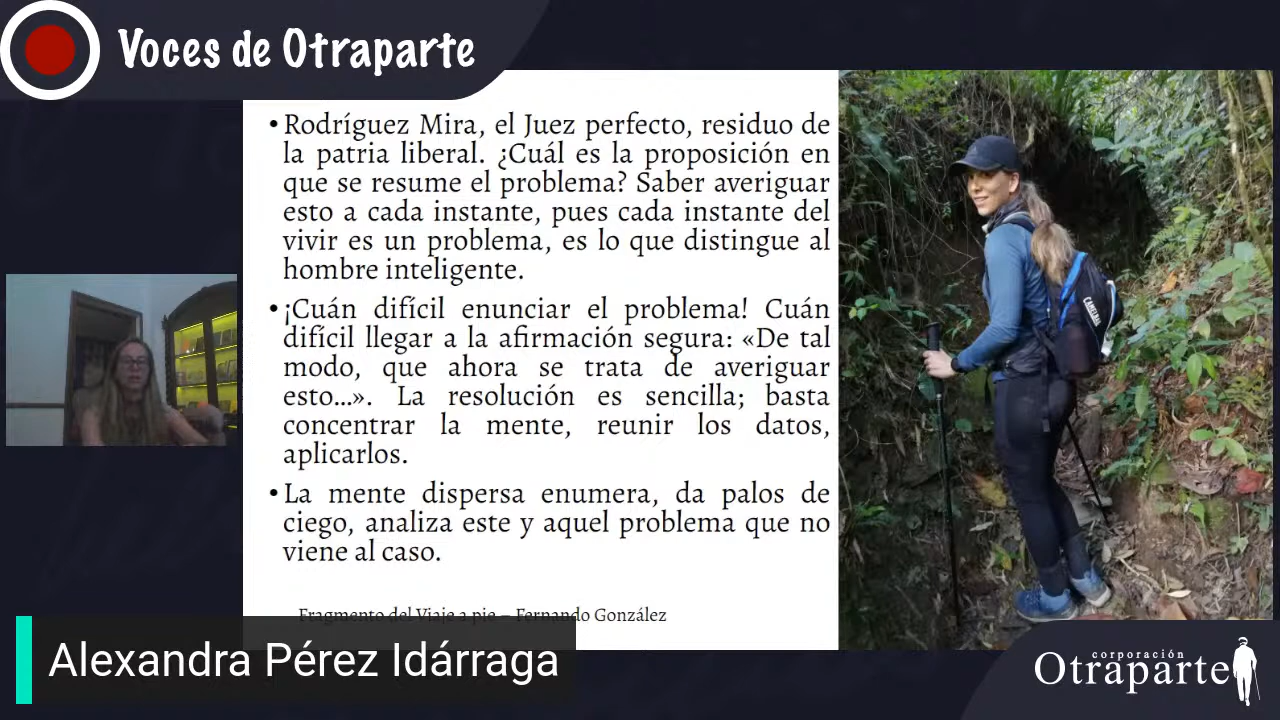 Voces de Otraparte
• Rodríguez Mira, el Juez perfecto, residuo de
la patria liberal. ¿Cuál es la proposición en
que se resume el problema? Saber averiguar
esto a cada instante, pues cada instante del
vivir es un problema, es lo que distingue al
hombre inteligente.
• ¡Cuán difícil enunciar el problema! Cuán
difícil llegar a la afirmación segura: «De tal
modo, que ahora se trata de averiguar
esto...». La resolución es sencilla; basta
concentrar la mente, reunir los datos,
aplicarlos.
• La mente dispersa enumera, da palos de
ciego, analiza este y aquel problema que no
viene al caso.
Fragmento del Viaje a pie – Fernando González
Alexandra Pérez Idárraga
CAMELBAK
corporación
Otraparte